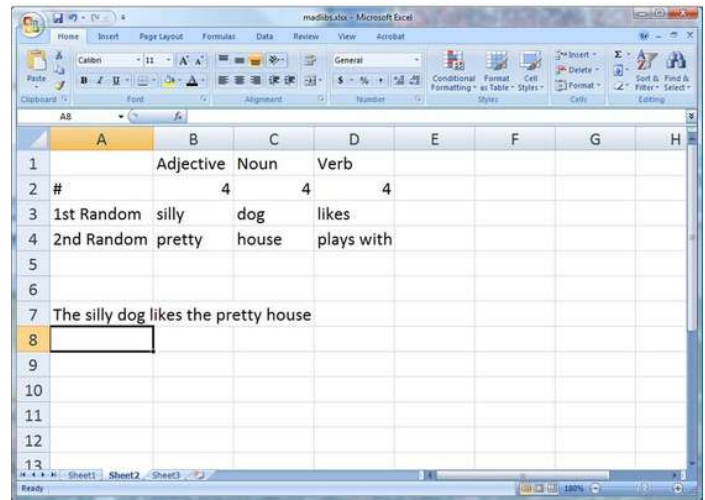 madlibs.xlsx - Microsoft Excel
Home Insert Page Layout Formulas Data Review View Acrobat
Calibri 11 A A General Insert Σ
Paste B I U A $ % , Conditional Format Cell Delete Sort & Find &
Formatting as Table Styles Format Filter Select
Clipboard Font Alignment Number Styles Cells Editing
A8 fx
A B C D E F G H
1 Adjective Noun Verb
2 # 4 4 4
3 1st Random silly dog likes
4 2nd Random pretty house plays with
5
6
7 The silly dog likes the pretty house
8
9
10
11
12
13
Sheet1 Sheet2 Sheet3
Ready 180%